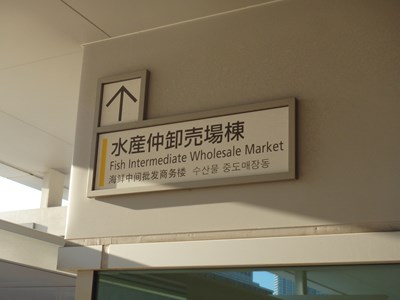 水産仲卸売場棟
Fish Intermediate Wholesale Market
海鲜中间批发商务楼 수산물 중도매장동